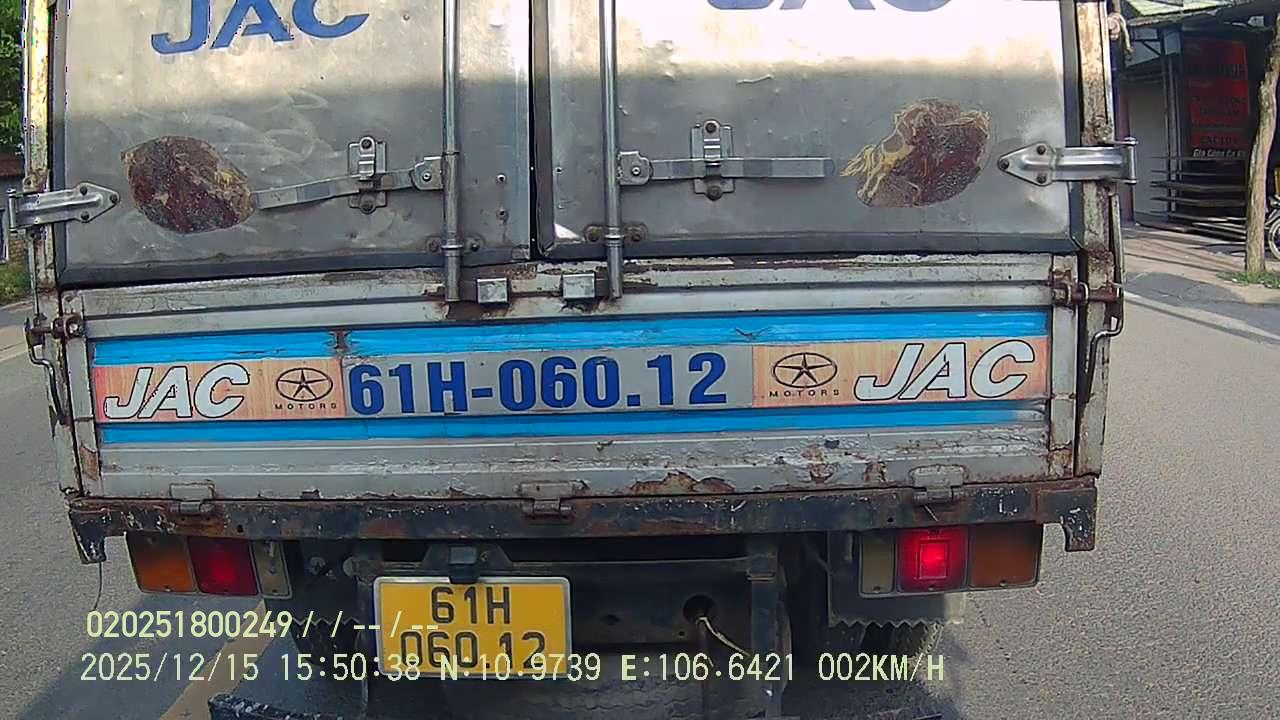 JAC
JAC
JAC MOTORS 61H-060.12 MOTORS JAC
61H
060.12
020251800249/ / --/--
2025/12/15 15:50:38 N:10.9739 E:106.6421 002KM/H